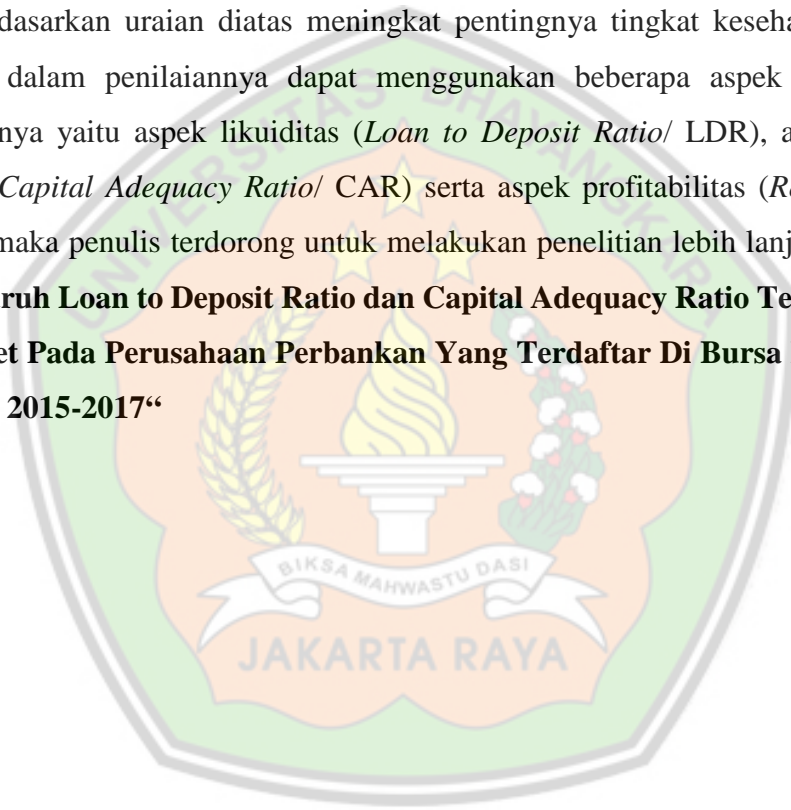 dasarkan uraian diatas meningkat pentingnya tingkat keseha
dalam penilaiannya dapat menggunakan beberapa aspek
nya yaitu aspek likuiditas (Loan to Deposit Ratio/ LDR), a
Capital Adequacy Ratio/ CAR) serta aspek profitabilitas (Re
maka penulis terdorong untuk melakukan penelitian lebih lanj
ruh Loan to Deposit Ratio dan Capital Adequacy Ratio Te
et Pada Perusahaan Perbankan Yang Terdaftar Di Bursa
2015-2017“
UNIVERSITAS BHAYANGKARA
BIKSA MAHWASTU DASI
JAKARTA RAYA